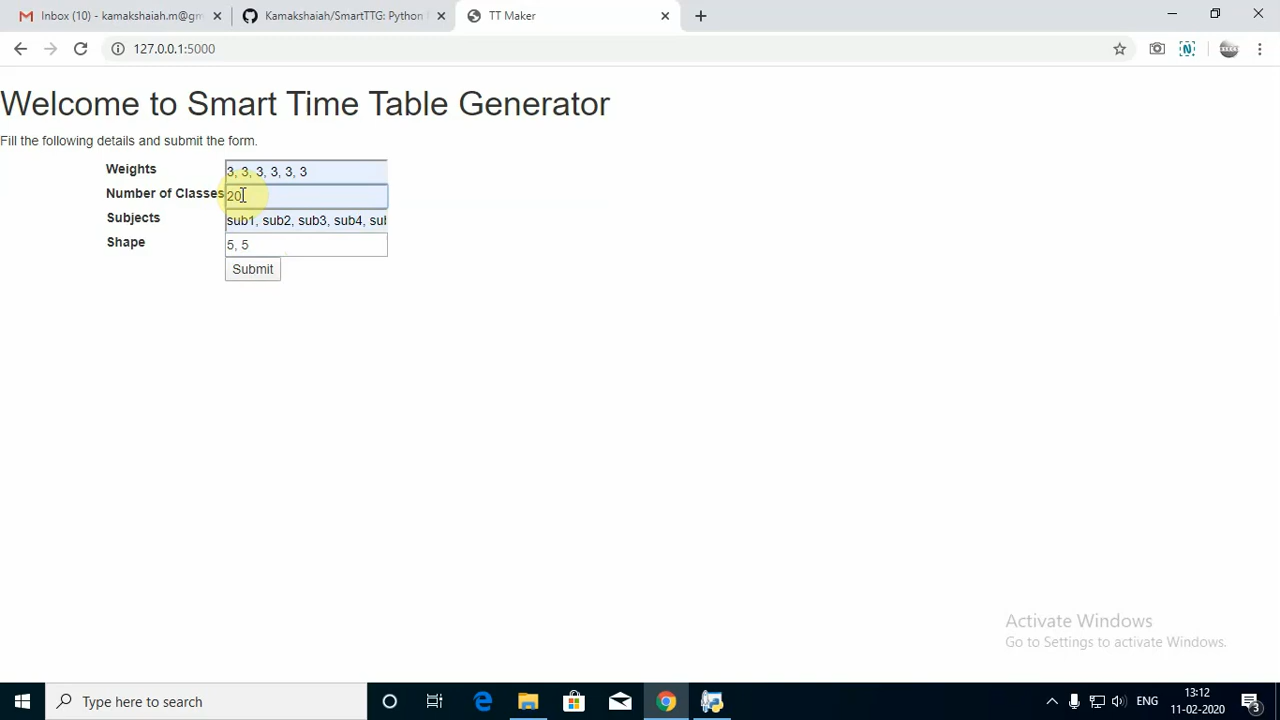 Inbox (10) - kamakshaiah.m@gm
Kamakshaiah/SmartTTG: Python
TT Maker
127.0.0.1:5000
Welcome to Smart Time Table Generator
Fill the following details and submit the form.
Weights 3, 3, 3, 3, 3, 3
Number of Classes 20
Subjects sub1, sub2, sub3, sub4, sub
Shape 5, 5
Submit
Activate Windows
Go to Settings to activate Windows.
Type here to search
ENG
13:12
11-02-2020
3